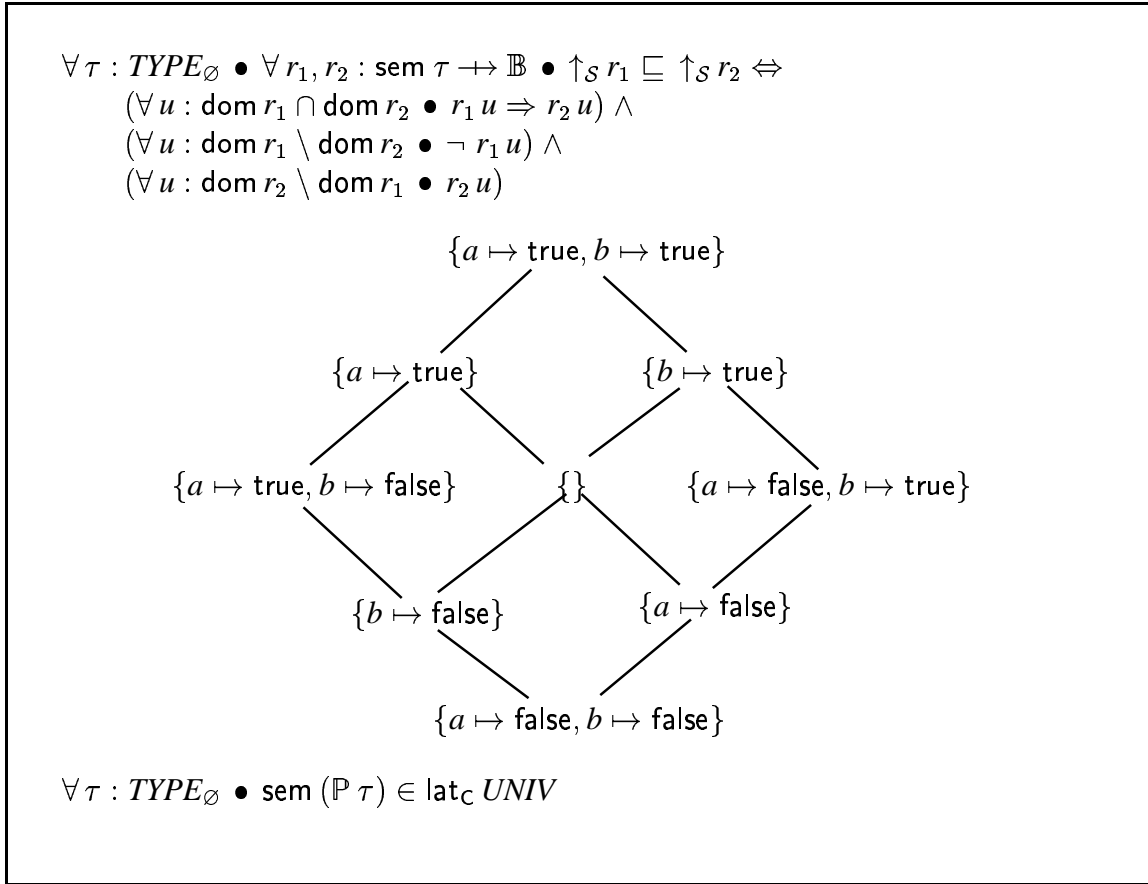 ∀ τ : TYPE∅ • ∀ r₁, r₂ : sem τ ⇸ 𝔹 • ↑𝒮 r₁ ⊑ ↑𝒮 r₂ ⇔
(∀ u : dom r₁ ∩ dom r₂ • r₁ u ⇒ r₂ u) ∧
(∀ u : dom r₁ \ dom r₂ • ¬ r₁ u) ∧
(∀ u : dom r₂ \ dom r₁ • r₂ u)
{a ↦ true, b ↦ true}
{a ↦ true} {b ↦ true}
{a ↦ true, b ↦ false} {} {a ↦ false, b ↦ true}
{b ↦ false} {a ↦ false}
{a ↦ false, b ↦ false}
∀ τ : TYPE∅ • sem (ℙ τ) ∈ lat_C UNIV